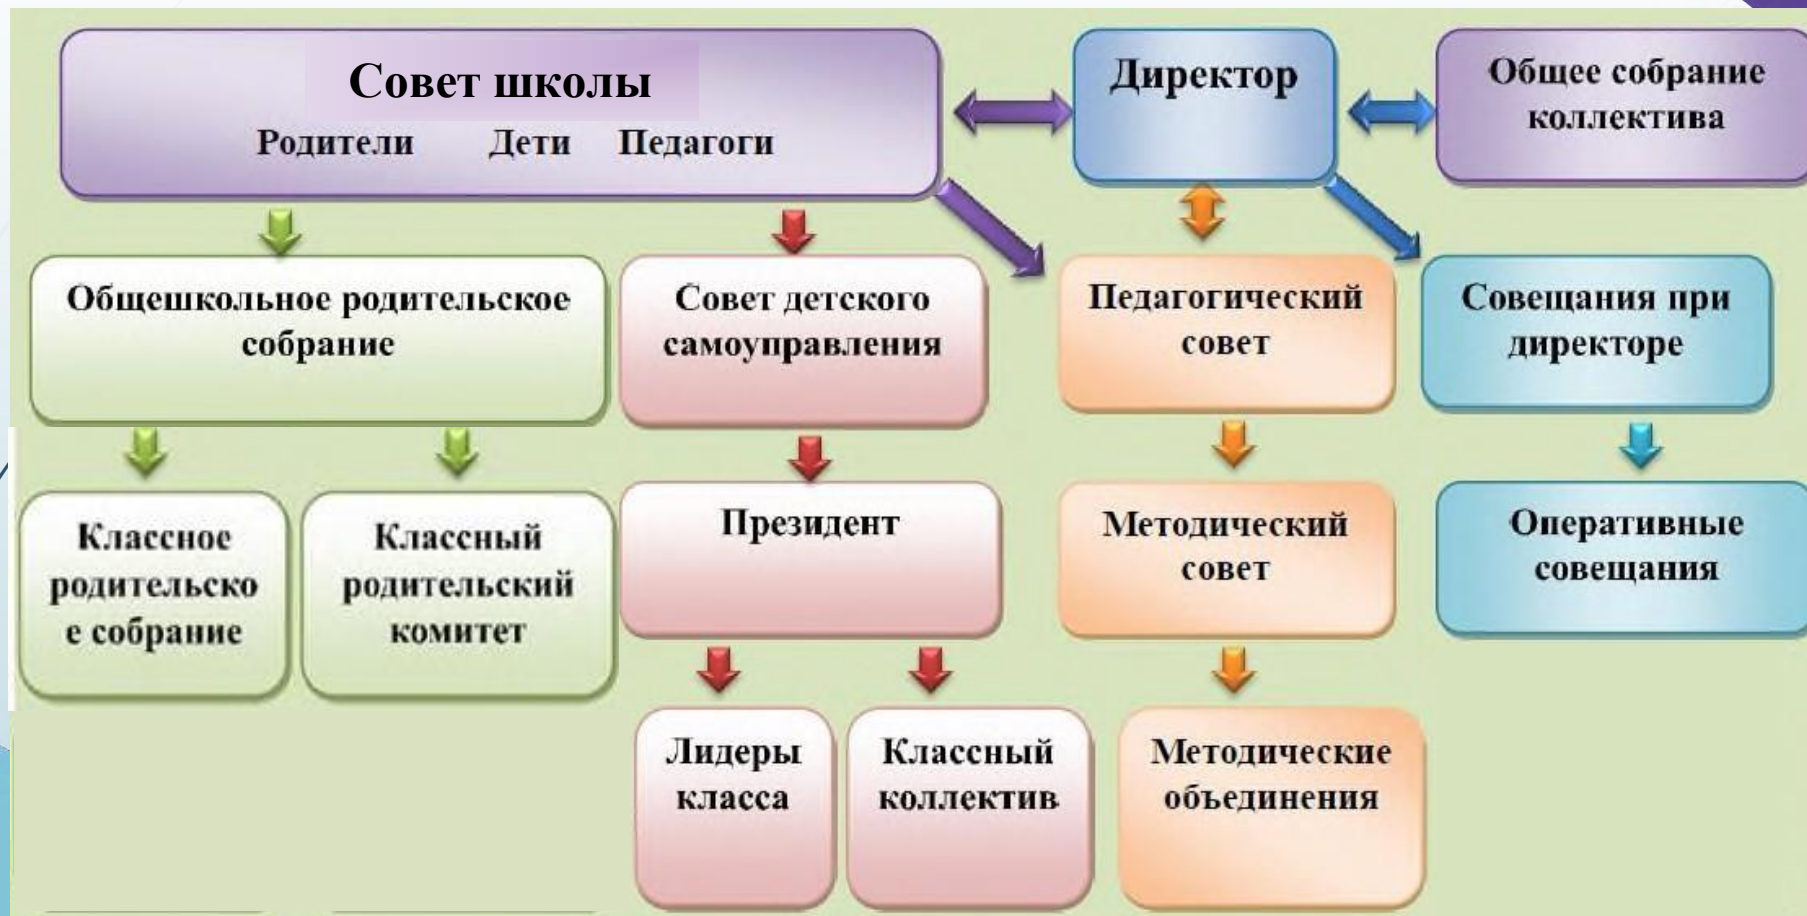 Совет школы
Родители Дети Педагоги
Директор
Общее собрание
коллектива
Общешкольное родительское
собрание
Совет детского
самоуправления
Педагогический
совет
Совещания при
директоре
Классное
родительско
е собрание
Классный
родительский
комитет
Президент
Методический
совет
Оперативные
совещания
Лидеры
класса
Классный
коллектив
Методические
объединения